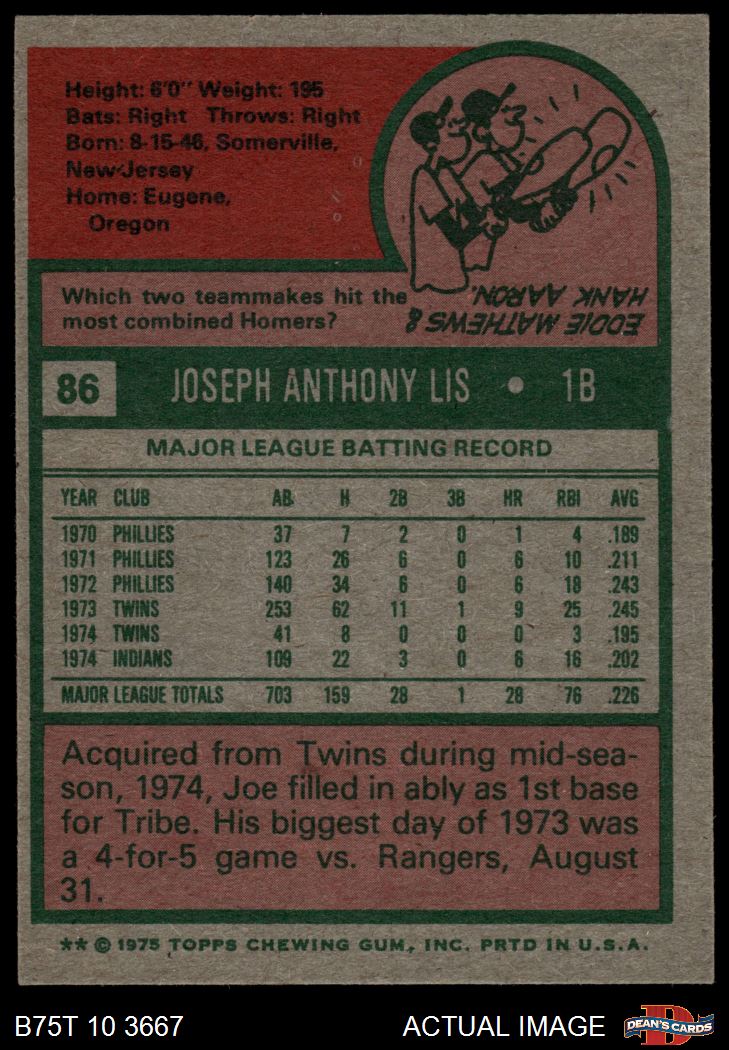 Height: 6'0" Weight: 195
Bats: Right Throws: Right
Born: 8-15-46, Somerville,
New Jersey
Home: Eugene,
Oregon
Which two teammakes hit the
most combined Homers?
EDDIE MATHEWS &
HANK AARON.
86 JOSEPH ANTHONY LIS • 1B
MAJOR LEAGUE BATTING RECORD
YEAR CLUB AB H 2B 3B HR RBI AVG
1970 PHILLIES 37 7 2 0 1 4 .189
1971 PHILLIES 123 26 6 0 6 10 .211
1972 PHILLIES 140 34 6 0 6 18 .243
1973 TWINS 253 62 11 1 9 25 .245
1974 TWINS 41 8 0 0 0 3 .195
1974 INDIANS 109 22 3 0 6 16 .202
MAJOR LEAGUE TOTALS 703 159 28 1 28 76 .226
Acquired from Twins during mid-sea-
son, 1974, Joe filled in ably as 1st base
for Tribe. His biggest day of 1973 was
a 4-for-5 game vs. Rangers, August
31.
** © 1975 TOPPS CHEWING GUM, INC. PRTD IN U.S.A.
B75T 10 3667 ACTUAL IMAGE DEAN'S CARDS